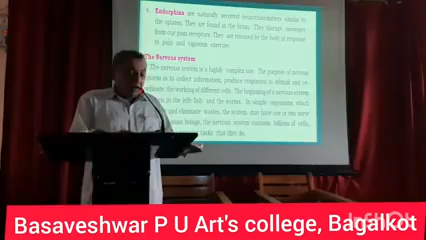 4. Endorphins are naturally secreted neurotransmitters similar to
the opiates. They are found in the brain. They disrupt messages
from our pain receptors. They are released by the body in response
to pain and vigorous exercise.
The Nervous system
The nervous system is a highly complex one. The purpose of nervous
system is to collect information, produce responses to stimuli and co-
ordinate the working of different cells. The beginning of a nervous system
in the jelly fish and the worms. In simple organisms, which
and eliminate wastes, the system may have one or two nerve
human beings, the nervous system contains billions of cells,
tasks that they do.
Basaveshwar P U Art's college, Bagalkot
InShOt